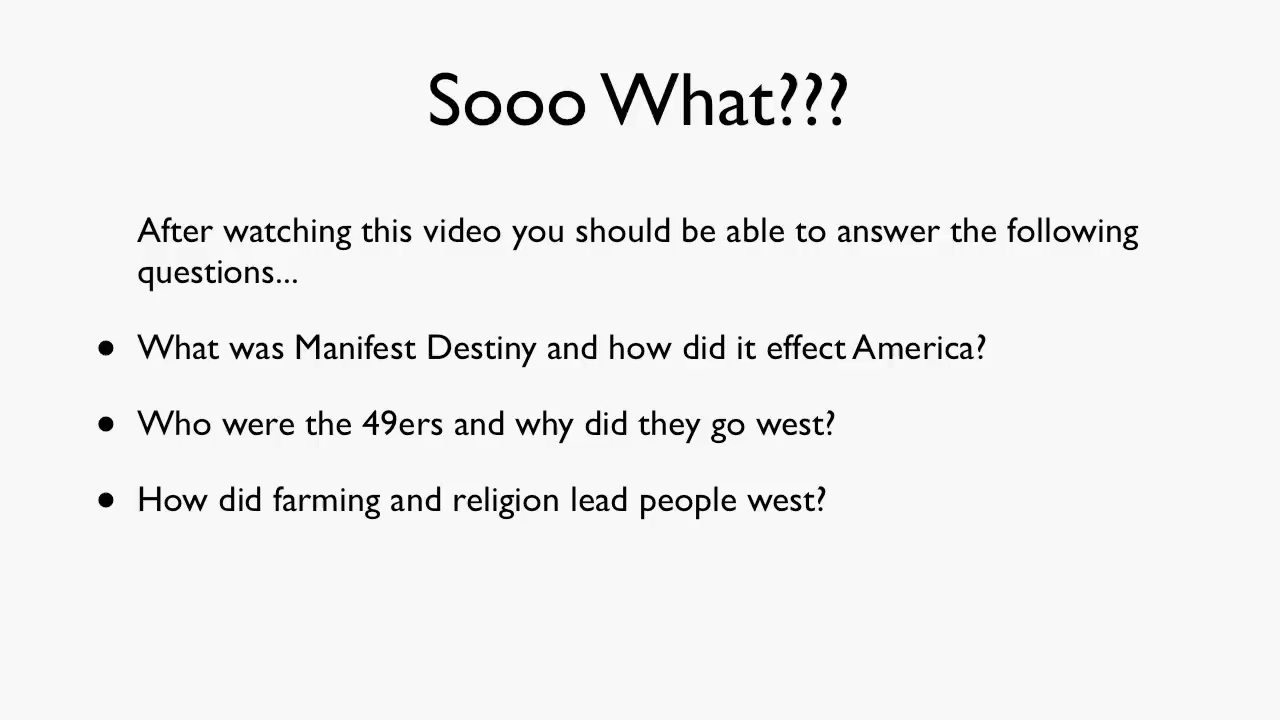 Sooo What???
After watching this video you should be able to answer the following
questions...
● What was Manifest Destiny and how did it effect America?
● Who were the 49ers and why did they go west?
● How did farming and religion lead people west?